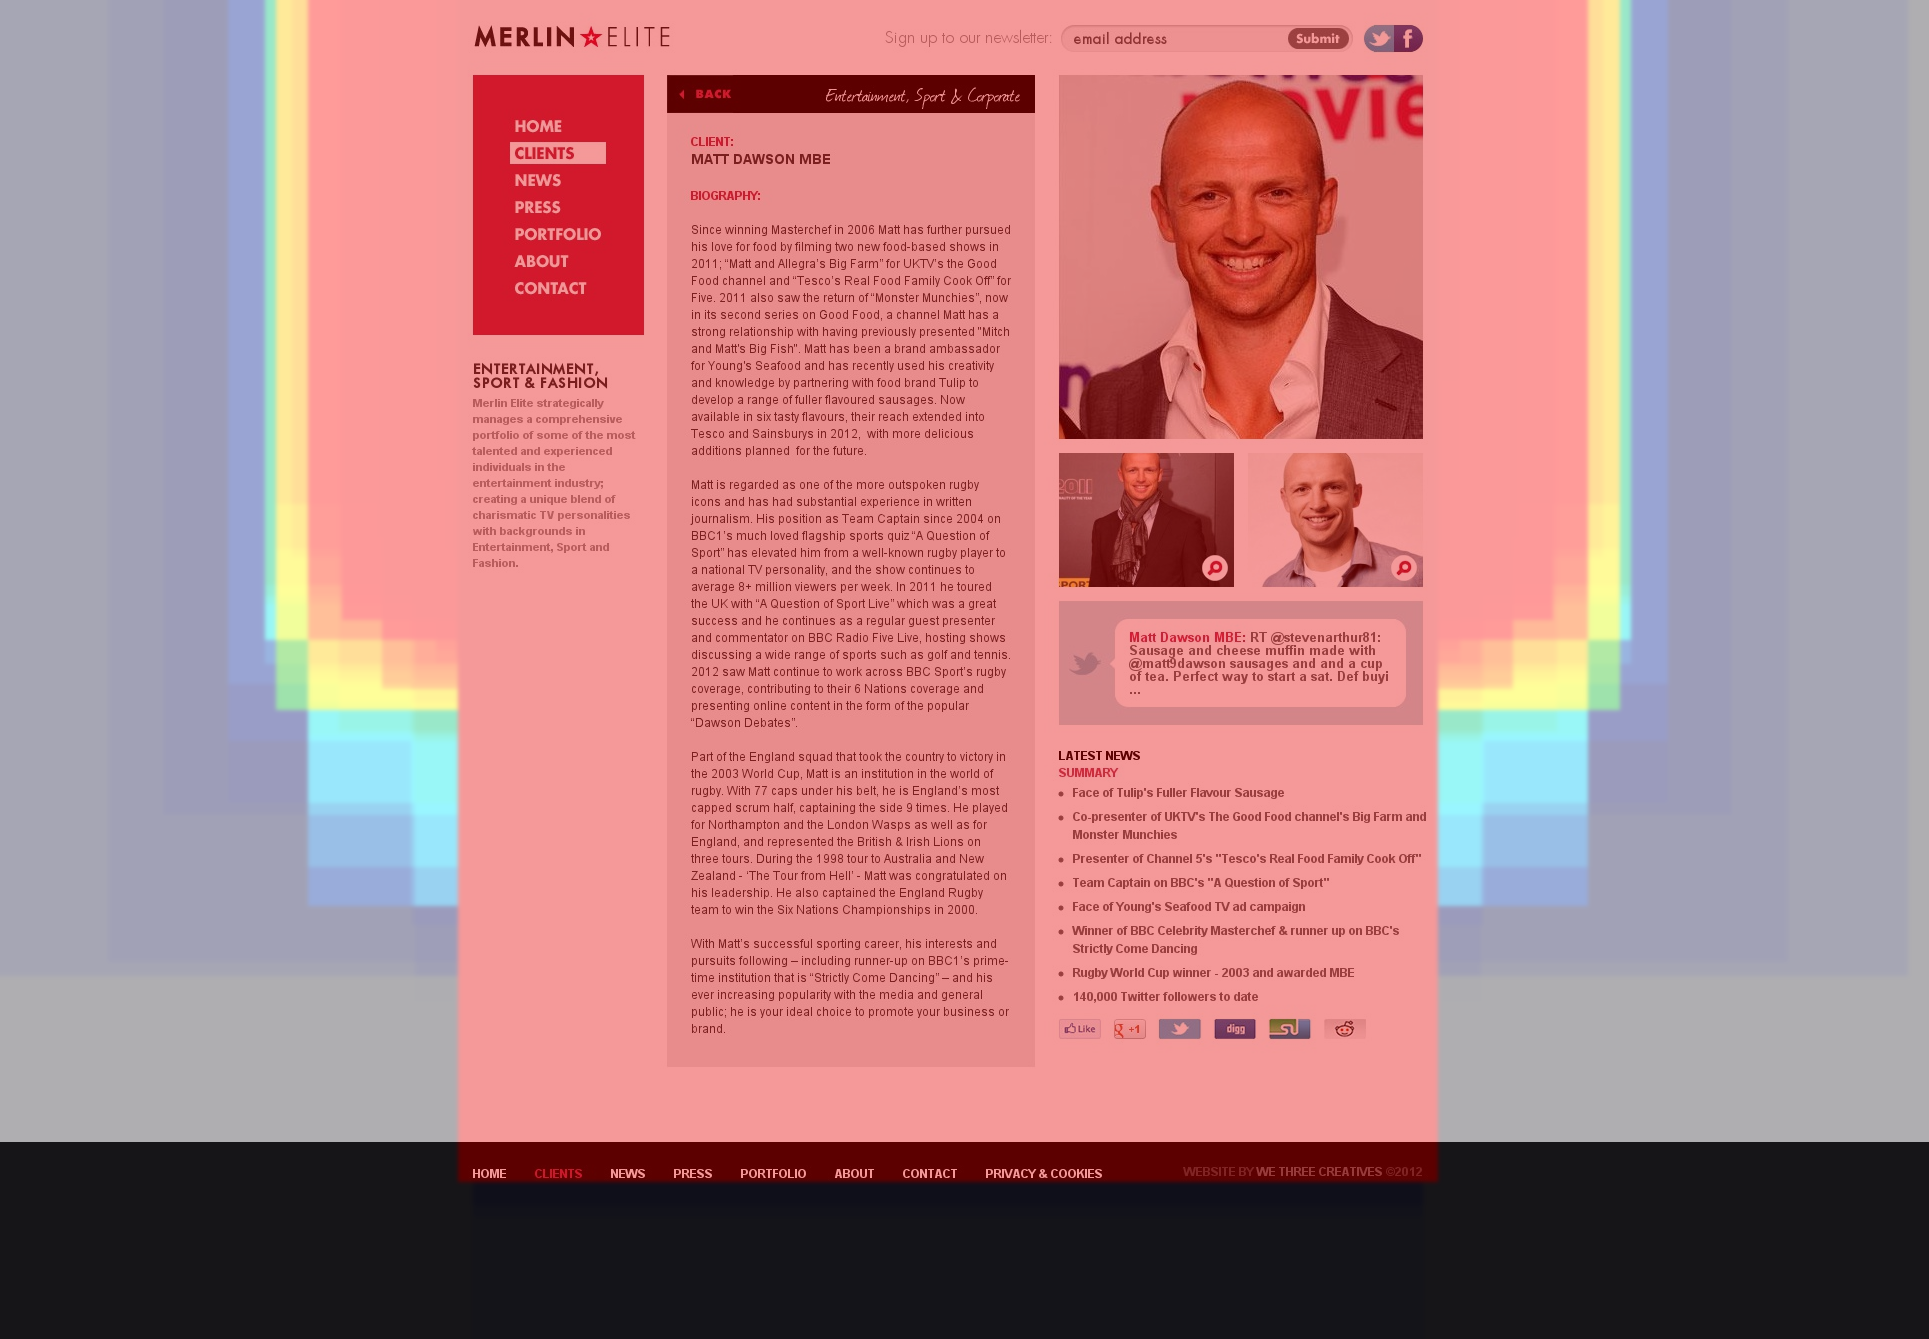 MERLIN ELITE
Sign up to our newsletter:
email address
Submit
HOME
CLIENTS
NEWS
PRESS
PORTFOLIO
ABOUT
CONTACT
ENTERTAINMENT,
SPORT & FASHION
Merlin Elite strategically
manages a comprehensive
portfolio of some of the most
talented and experienced
individuals in the
entertainment industry;
creating a unique blend of
charismatic TV personalities
with backgrounds in
Entertainment, Sport and
Fashion.
BACK
Entertainment, Sport & Corporate
CLIENT:
MATT DAWSON MBE
BIOGRAPHY:
Since winning Masterchef in 2006 Matt has further pursued
his love for food by filming two new food-based shows in
2011; “Matt and Allegra’s Big Farm” for UKTV’s the Good
Food channel and “Tesco’s Real Food Family Cook Off” for
Five. 2011 also saw the return of “Monster Munchies”, now
in its second series on Good Food, a channel Matt has a
strong relationship with having previously presented "Mitch
and Matt's Big Fish". Matt has been a brand ambassador
for Young's Seafood and has recently used his creativity
and knowledge by partnering with food brand Tulip to
develop a range of fuller flavoured sausages. Now
available in six tasty flavours, their reach extended into
Tesco and Sainsburys in 2012,  with more delicious
additions planned  for the future.
Matt is regarded as one of the more outspoken rugby
icons and has had substantial experience in written
journalism. His position as Team Captain since 2004 on
BBC1’s much loved flagship sports quiz “A Question of
Sport” has elevated him from a well-known rugby player to
a national TV personality, and the show continues to
average 8+ million viewers per week. In 2011 he toured
the UK with “A Question of Sport Live” which was a great
success and he continues as a regular guest presenter
and commentator on BBC Radio Five Live, hosting shows
discussing a wide range of sports such as golf and tennis.
2012 saw Matt continue to work across BBC Sport’s rugby
coverage, contributing to their 6 Nations coverage and
presenting online content in the form of the popular
“Dawson Debates”.
Part of the England squad that took the country to victory in
the 2003 World Cup, Matt is an institution in the world of
rugby. With 77 caps under his belt, he is England’s most
capped scrum half, captaining the side 9 times. He played
for Northampton and the London Wasps as well as for
England, and represented the British & Irish Lions on
three tours. During the 1998 tour to Australia and New
Zealand - ‘The Tour from Hell’ - Matt was congratulated on
his leadership. He also captained the England Rugby
team to win the Six Nations Championships in 2000.
With Matt’s successful sporting career, his interests and
pursuits following – including runner-up on BBC1’s prime-
time institution that is “Strictly Come Dancing” – and his
ever increasing popularity with the media and general
public; he is your ideal choice to promote your business or
brand.
vie
2011
SPORT
Matt Dawson MBE: RT @stevenarthur81:
Sausage and cheese muffin made with
@matt9dawson sausages and and a cup
of tea. Perfect way to start a sat. Def buyi
...
LATEST NEWS
SUMMARY
Face of Tulip's Fuller Flavour Sausage
Co-presenter of UKTV's The Good Food channel's Big Farm and
Monster Munchies
Presenter of Channel 5's "Tesco's Real Food Family Cook Off"
Team Captain on BBC's "A Question of Sport"
Face of Young's Seafood TV ad campaign
Winner of BBC Celebrity Masterchef & runner up on BBC's
Strictly Come Dancing
Rugby World Cup winner - 2003 and awarded MBE
140,000 Twitter followers to date
Like
g +1
digg
HOME CLIENTS NEWS PRESS PORTFOLIO ABOUT CONTACT PRIVACY & COOKIES
WEBSITE BY WE THREE CREATIVES ©2012